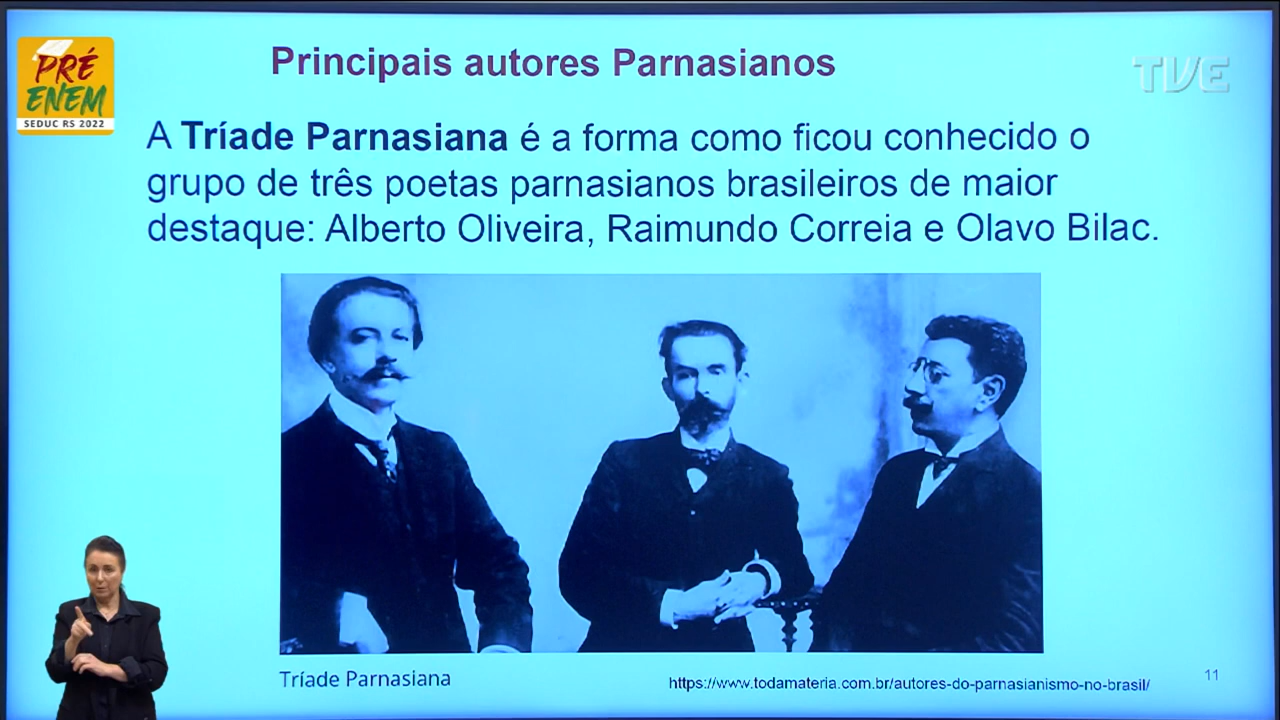 PRÉ
ENEM
SEDUC RS 2022
Principais autores Parnasianos
TVE
A Tríade Parnasiana é a forma como ficou conhecido o
grupo de três poetas parnasianos brasileiros de maior
destaque: Alberto Oliveira, Raimundo Correia e Olavo Bilac.
Tríade Parnasiana
https://www.todamateria.com.br/autores-do-parnasianismo-no-brasil/
11